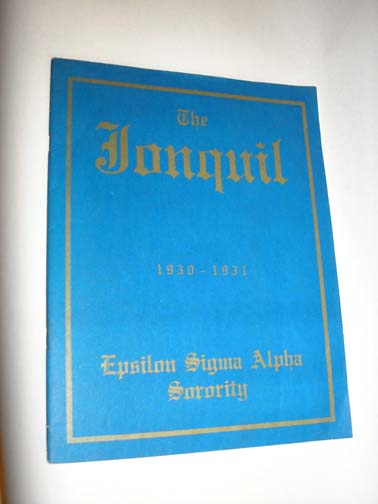 The
Jonquil
1930-1931
Epsilon Sigma Alpha
Sorority